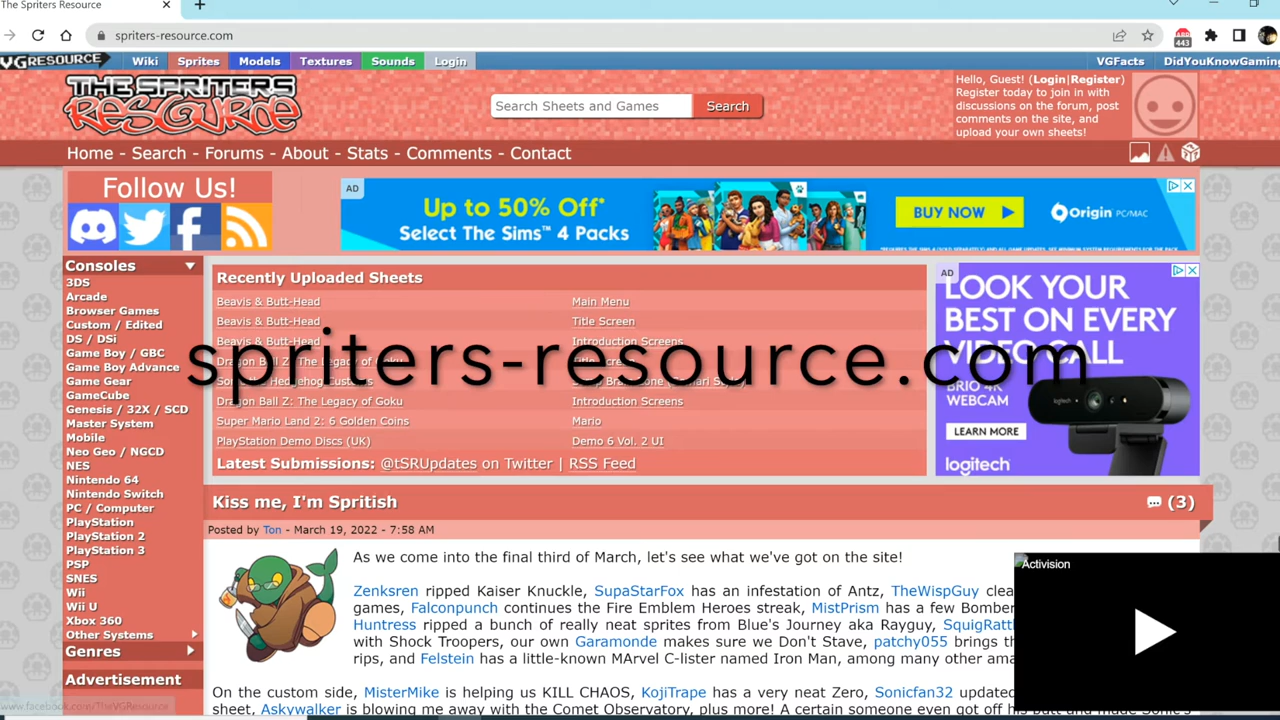 The Spriters Resource
spriters-resource.com
ABP
443
VGRESOURCE
Wiki
Sprites
Models
Textures
Sounds
Login
VGFacts
DidYouKnowGaming
THE SPRITERS
RESOURCE
Search Sheets and Games
Search
Hello, Guest! (Login|Register)
Register today to join in with
discussions on the forum, post
comments on the site, and
upload your own sheets!
Home - Search - Forums - About - Stats - Comments - Contact
Follow Us!
AD
Up to 50% Off*
Select The Sims™ 4 Packs
BUY NOW
Origin PC/MAC
Consoles
3DS
Arcade
Browser Games
Custom / Edited
DS / DSi
Game Boy / GBC
Game Boy Advance
Game Gear
GameCube
Genesis / 32X / SCD
Master System
Mobile
Neo Geo / NGCD
NES
Nintendo 64
Nintendo Switch
PC / Computer
PlayStation
PlayStation 2
PlayStation 3
PSP
SNES
Wii
Wii U
Xbox 360
Other Systems
Genres
Advertisement
www.facebook.com/TheVGResource
Recently Uploaded Sheets
Beavis & Butt-Head Main Menu
Beavis & Butt-Head Title Screen
Beavis & Butt-Head Introduction Screens
Dragon Ball Z: The Legacy of Goku Title Screen
spriters-resource.com
Dragon Ball Z: The Legacy of Goku Introduction Screens
Super Mario Land 2: 6 Golden Coins Mario
PlayStation Demo Discs (UK) Demo 6 Vol. 2 UI
Latest Submissions: @tSRUpdates on Twitter | RSS Feed
AD
LOOK YOUR
BEST ON EVERY
VIDEO CALL
BRIO 4K
WEBCAM
LEARN MORE
logitech
Kiss me, I'm Spritish
(3)
Posted by Ton - March 19, 2022 - 7:58 AM
As we come into the final third of March, let's see what we've got on the site!
Zenksren ripped Kaiser Knuckle, SupaStarFox has an infestation of Antz, TheWispGuy clea
games, Falconpunch continues the Fire Emblem Heroes streak, MistPrism has a few Bomber
Huntress ripped a bunch of really neat sprites from Blue's Journey aka Rayguy, SquigRatt
with Shock Troopers, our own Garamonde makes sure we Don't Stave, patchy055 brings th
rips, and Felstein has a little-known MArvel C-lister named Iron Man, among many other ama
On the custom side, MisterMike is helping us KILL CHAOS, KojiTrape has a very neat Zero, Sonicfan32 updated
sheet, Askywalker is blowing me away with the Comet Observatory, plus more! A certain someone even got off his butt and made Sonic's
Activision